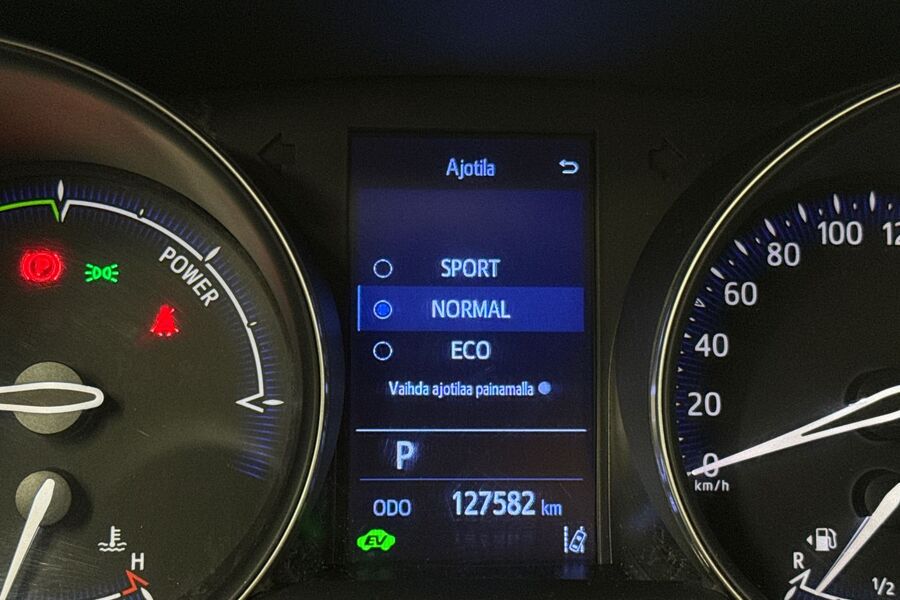 Ajotila
SPORT
NORMAL
ECO
Vaihda ajotilaa painamalla
P
ODO 127582 km
EV
POWER
H
0
20
40
60
80
100
km/h
R
1/2